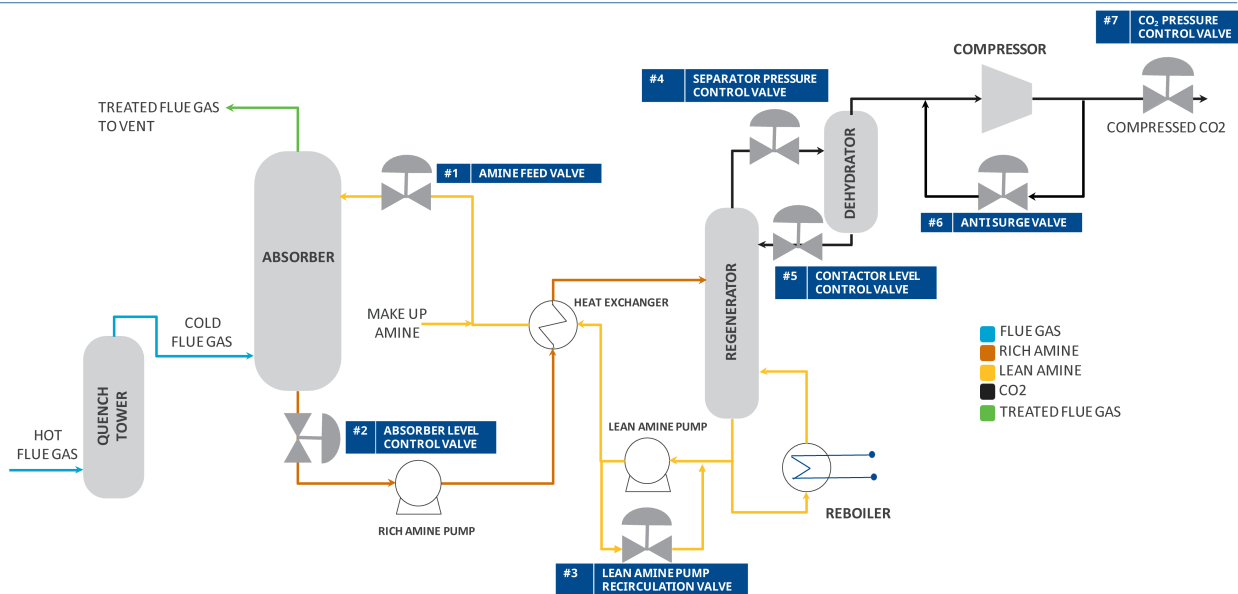 #7 CO₂ PRESSURE
CONTROL VALVE
COMPRESSOR
#4 SEPARATOR PRESSURE
CONTROL VALVE
TREATED FLUE GAS
TO VENT
COMPRESSED CO2
DEHYDRATOR
#1 AMINE FEED VALVE
#6 ANTI SURGE VALVE
ABSORBER
#5 CONTACTOR LEVEL
CONTROL VALVE
REGENERATOR
HEAT EXCHANGER
MAKE UP
AMINE
COLD
FLUE GAS
FLUE GAS
RICH AMINE
LEAN AMINE
CO2
TREATED FLUE GAS
QUENCH
TOWER
HOT
FLUE GAS
#2 ABSORBER LEVEL
CONTROL VALVE
LEAN AMINE PUMP
REBOILER
RICH AMINE PUMP
#3 LEAN AMINE PUMP
RECIRCULATION VALVE